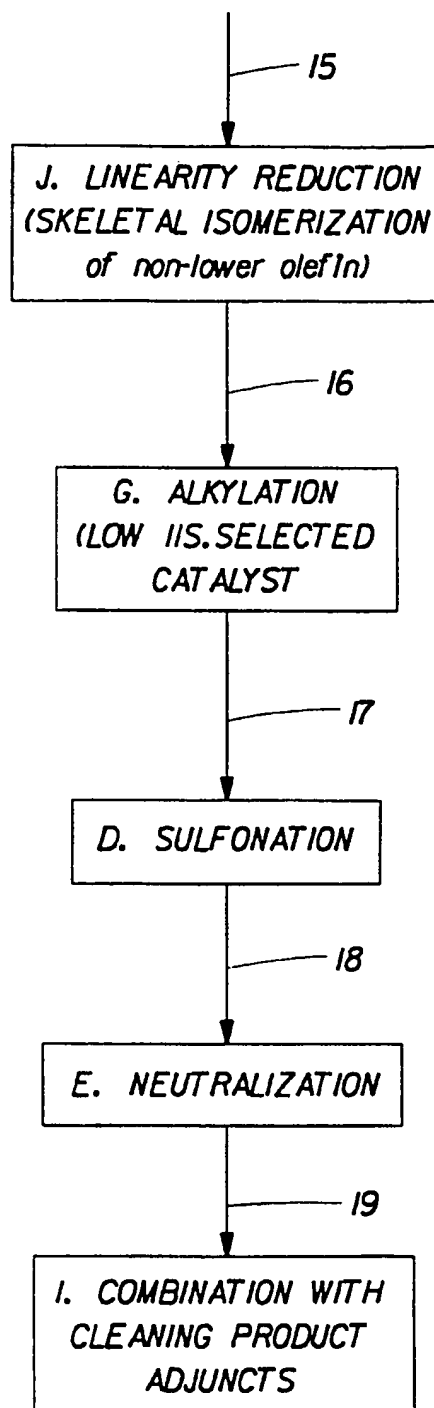 15
J. LINEARITY REDUCTION
(SKELETAL ISOMERIZATION
of non-lower olefin)
16
G. ALKYLATION
(LOW IIS.SELECTED
CATALYST
17
D. SULFONATION
18
E. NEUTRALIZATION
19
I. COMBINATION WITH
CLEANING PRODUCT
ADJUNCTS